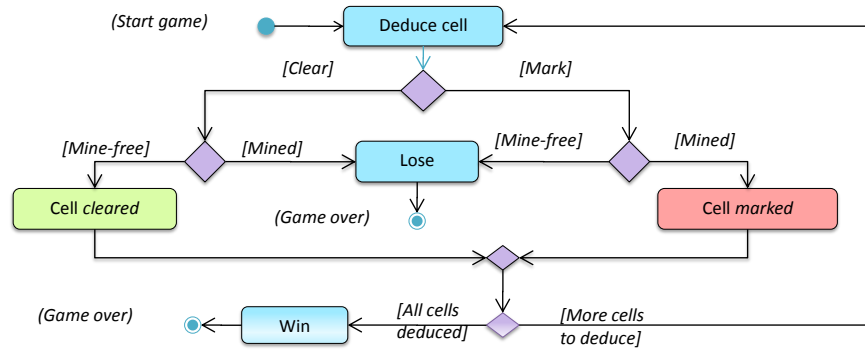 (Start game)
Deduce cell
[Clear]
[Mark]
[Mine-free]
[Mined]
Lose
[Mine-free]
[Mined]
Cell cleared
(Game over)
Cell marked
(Game over)
Win
[All cells
deduced]
[More cells
to deduce]